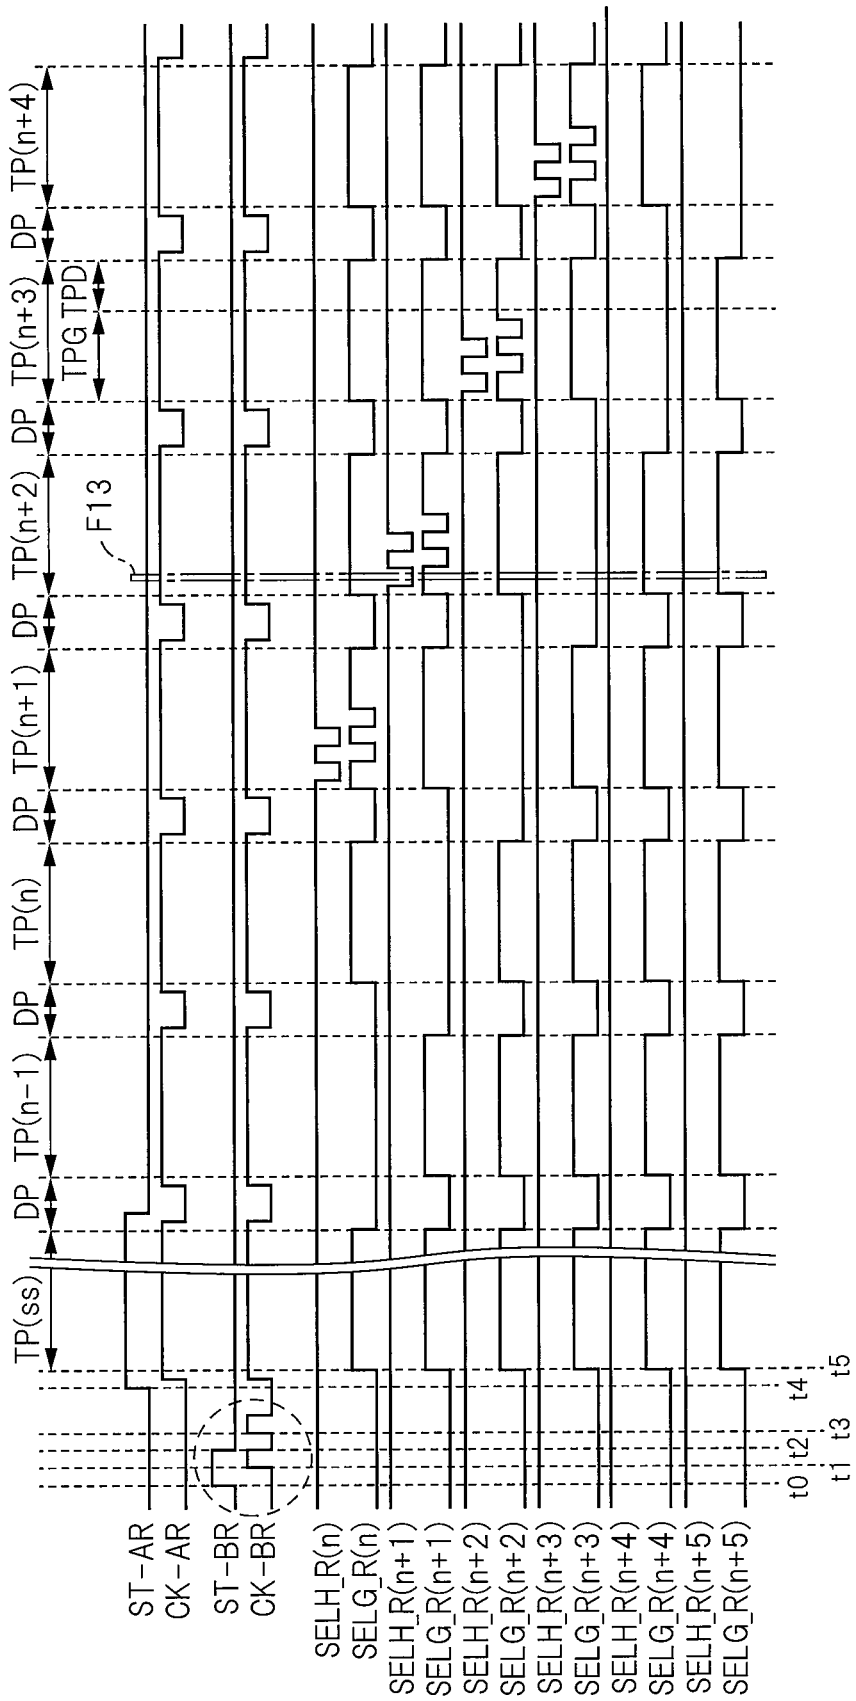 TP(ss) DP TP(n-1) DP TP(n) DP TP(n+1) DP TP(n+2) DP TP(n+3) DP TP(n+4)
TPG TPD
F13
ST-AR
CK-AR
ST-BR
CK-BR
SELH_R(n)
SELG_R(n)
SELH_R(n+1)
SELG_R(n+1)
SELH_R(n+2)
SELG_R(n+2)
SELH_R(n+3)
SELG_R(n+3)
SELH_R(n+4)
SELG_R(n+4)
SELH_R(n+5)
SELG_R(n+5)
t0 t2 t4
t1 t3 t5